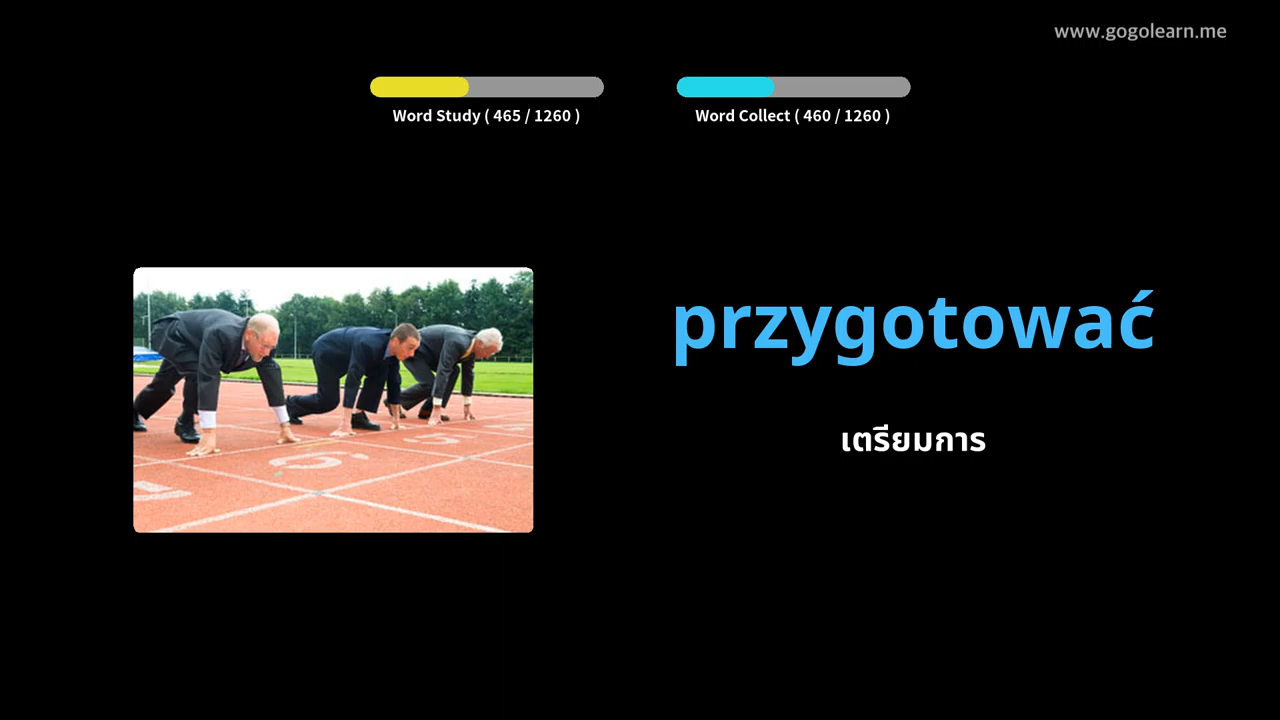 www.gogolearn.me
Word Study ( 465 / 1260 )
Word Collect ( 460 / 1260 )
przygotować
เตรียมการ
5